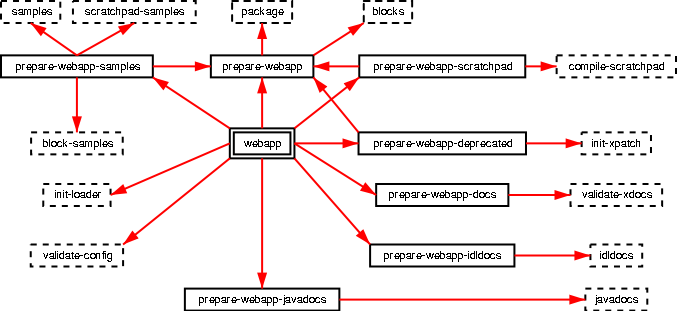 samples
scratchpad-samples
package
blocks
prepare-webapp-samples
prepare-webapp
prepare-webapp-scratchpad
compile-scratchpad
block-samples
webapp
prepare-webapp-deprecated
init-xpatch
init-loader
prepare-webapp-docs
validate-xdocs
validate-config
prepare-webapp-idldocs
idldocs
prepare-webapp-javadocs
javadocs